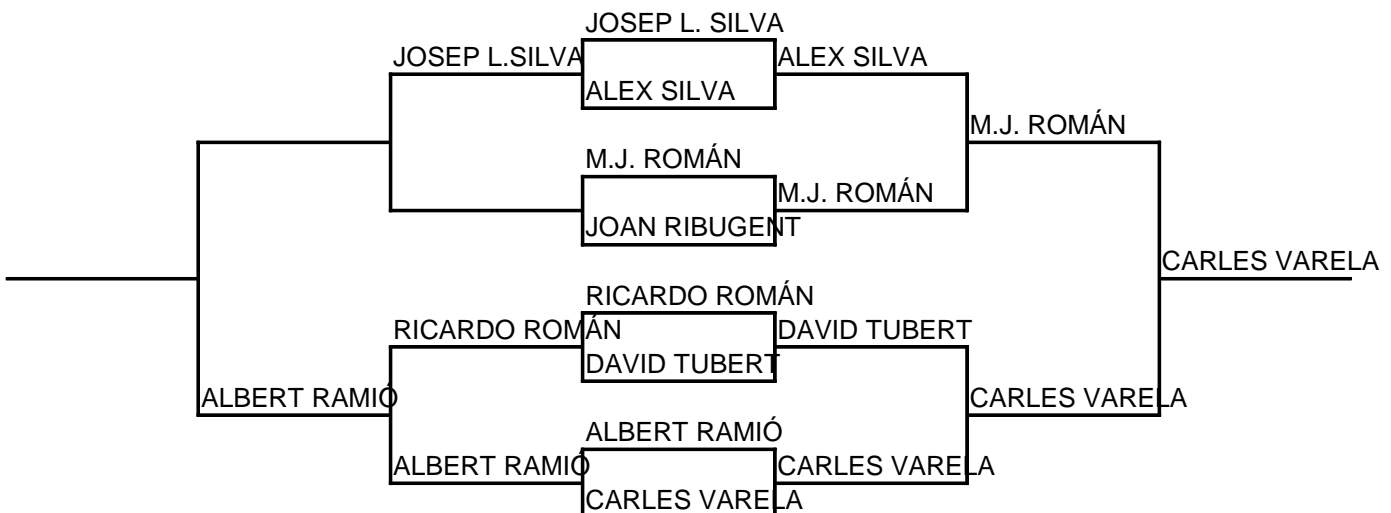 JOSEP L. SILVA
JOSEP L.SILVA
ALEX SILVA
ALEX SILVA
M.J. ROMÁN
M.J. ROMÁN
M.J. ROMÁN
JOAN RIBUGENT
CARLES VARELA
RICARDO ROMÁN
RICARDO ROMÁN
DAVID TUBERT
DAVID TUBERT
ALBERT RAMIÓ
CARLES VARELA
ALBERT RAMIÓ
ALBERT RAMIÓ
CARLES VARELA
CARLES VARELA